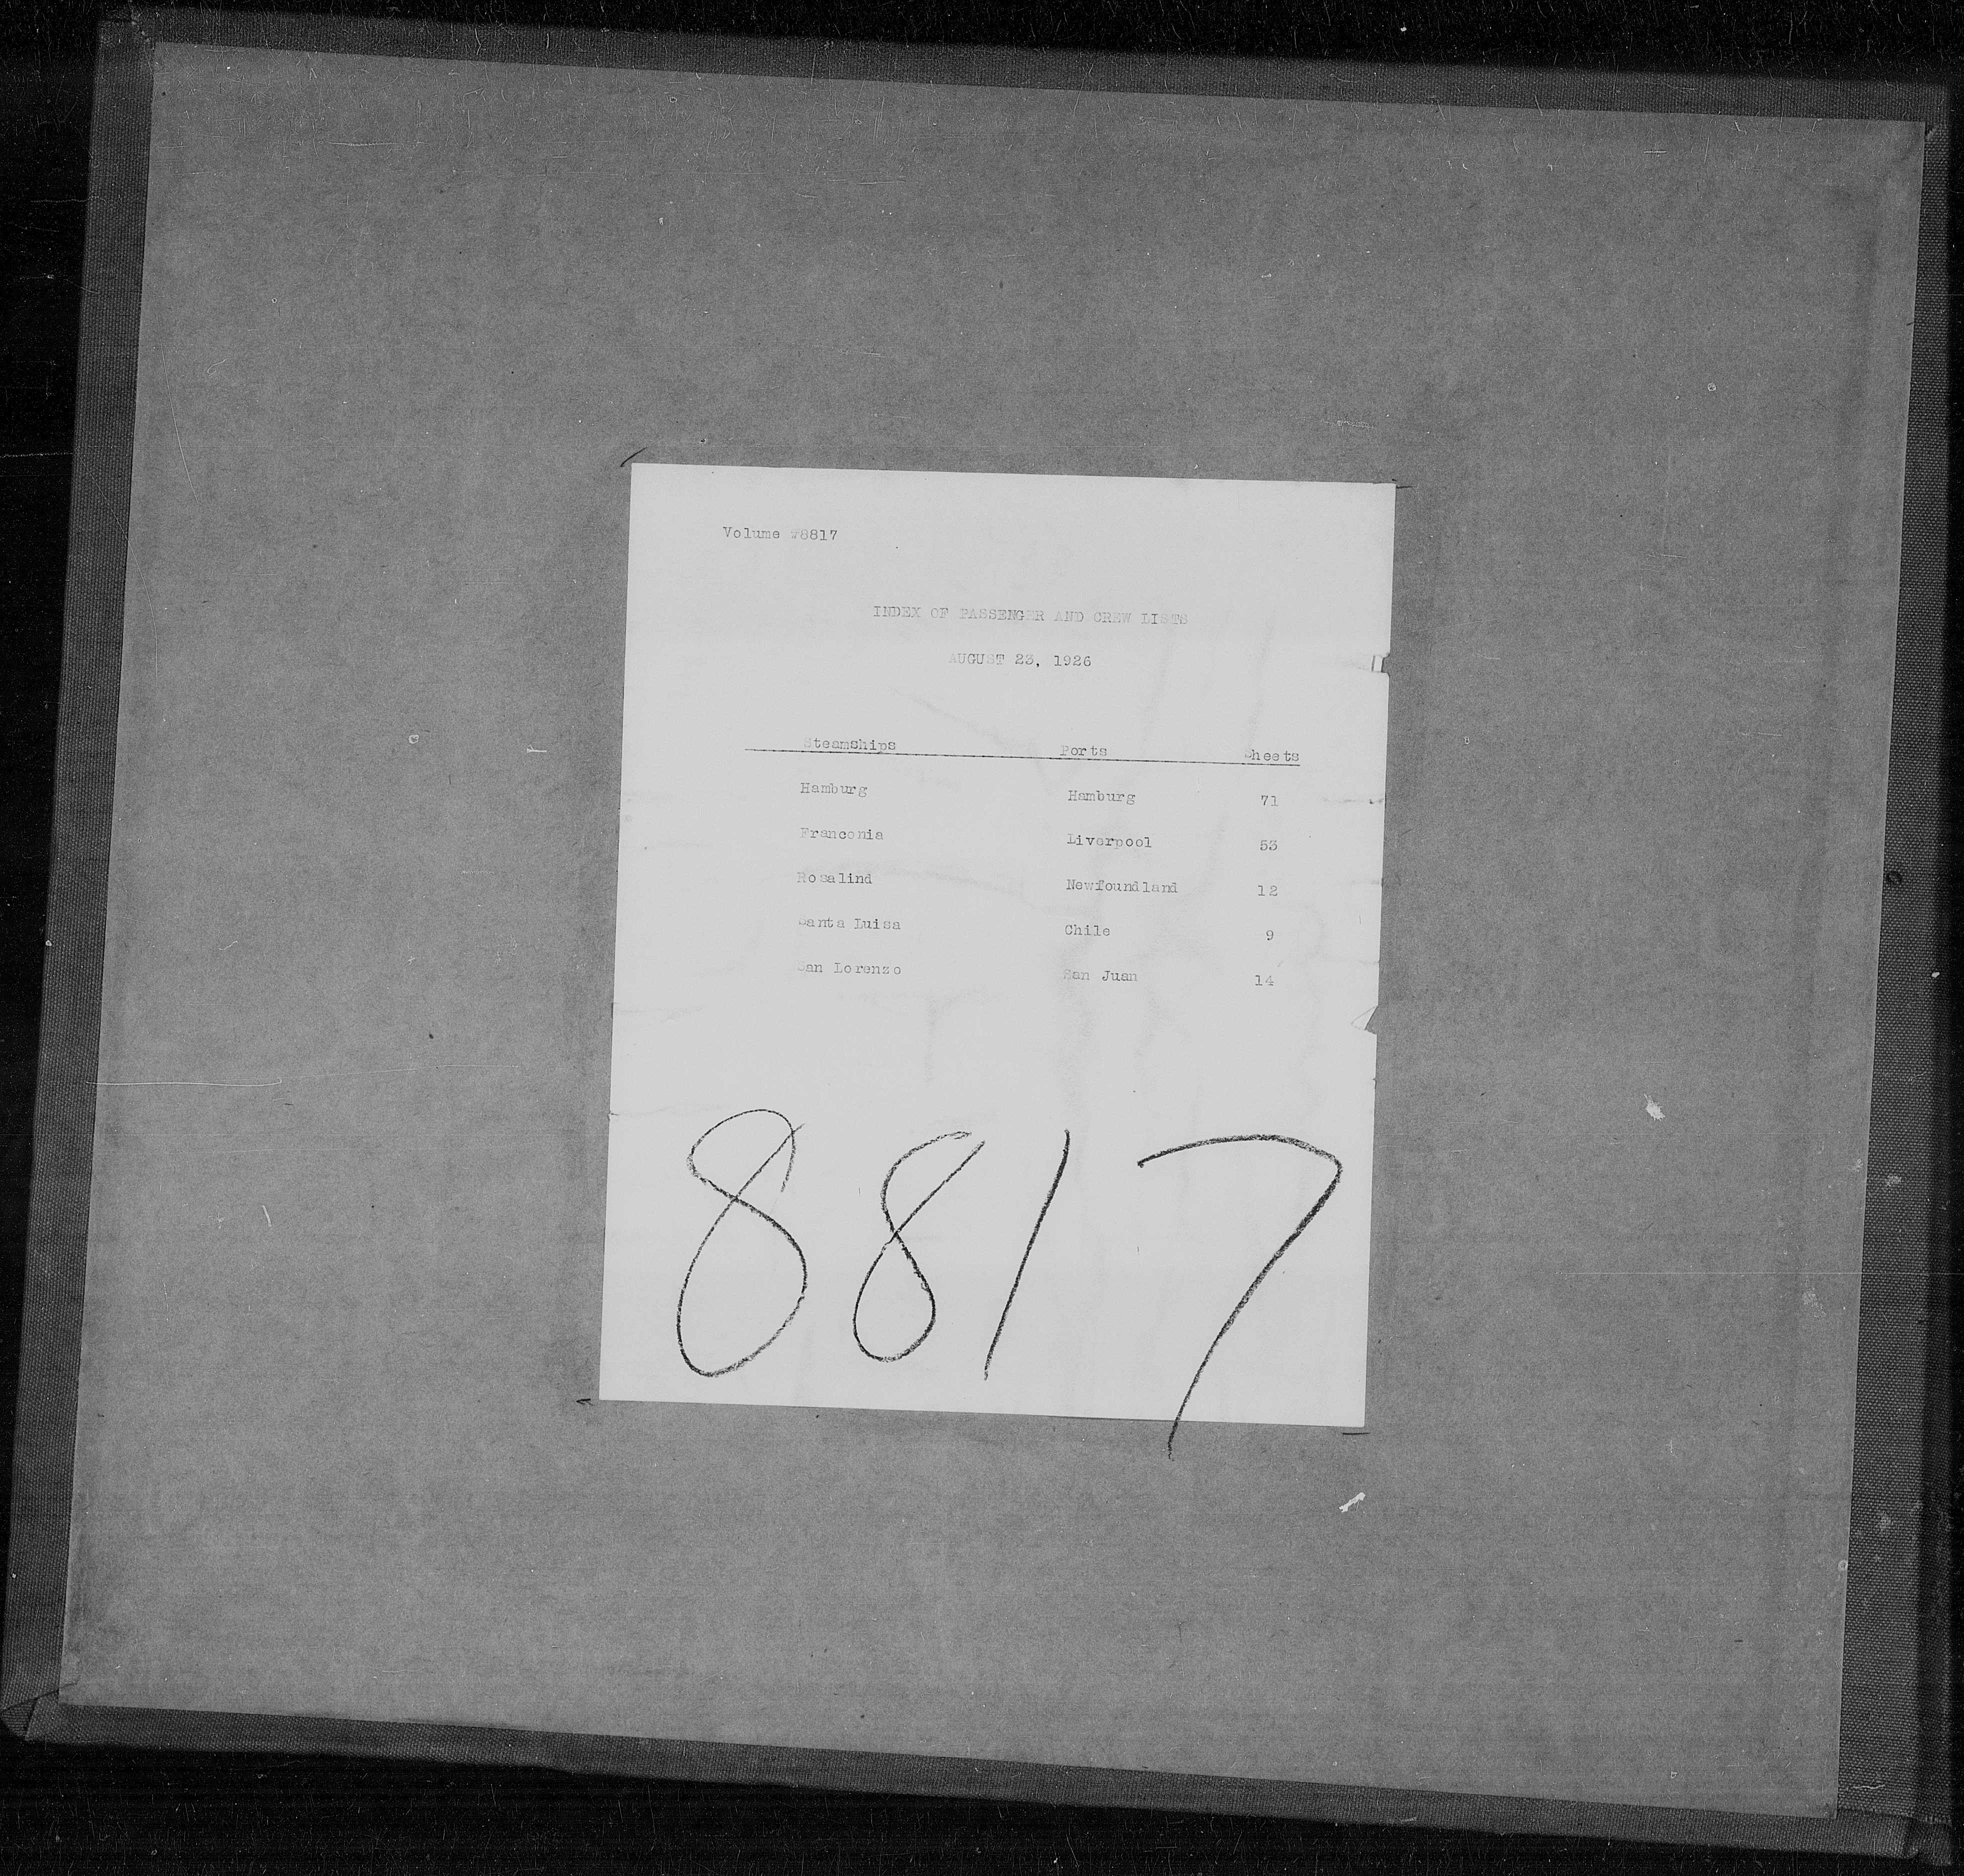 Volume #8817
INDEX OF PASSENGER AND CREW LISTS
AUGUST 23, 1926
Steamships Ports Sheets
Hamburg Hamburg 71
Franconia Liverpool 53
Rosalind Newfoundland 12
Santa Luisa Chile 9
San Lorenzo San Juan 14
8817